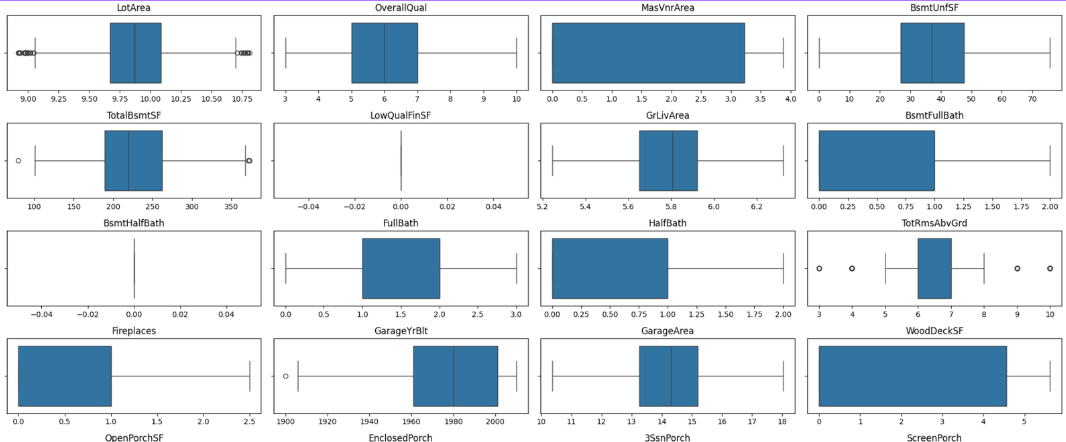 LotArea OverallQual MasVnrArea BsmtUnfSF
9.00 9.25 9.50 9.75 10.00 10.25 10.50 10.75 3 4 5 6 7 8 9 10 0.0 0.5 1.0 1.5 2.0 2.5 3.0 3.5 4.0 0 10 20 30 40 50 60 70
TotalBsmtSF LowQualFinSF GrLivArea BsmtFullBath
100 150 200 250 300 350 −0.04 −0.02 0.00 0.02 0.04 5.2 5.4 5.6 5.8 6.0 6.2 0.00 0.25 0.50 0.75 1.00 1.25 1.50 1.75 2.00
BsmtHalfBath FullBath HalfBath TotRmsAbvGrd
−0.04 −0.02 0.00 0.02 0.04 0.0 0.5 1.0 1.5 2.0 2.5 3.0 0.00 0.25 0.50 0.75 1.00 1.25 1.50 1.75 2.00 3 4 5 6 7 8 9 10
Fireplaces GarageYrBlt GarageArea WoodDeckSF
0.0 0.5 1.0 1.5 2.0 2.5 1900 1920 1940 1960 1980 2000 10 11 12 13 14 15 16 17 18 0 1 2 3 4 5
OpenPorchSF EnclosedPorch 3SsnPorch ScreenPorch